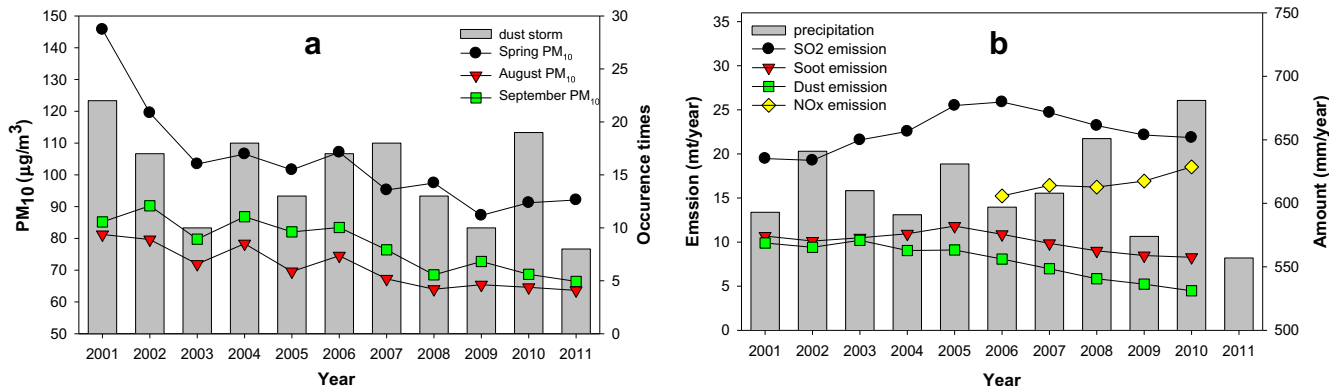 a
dust storm
Spring PM10
August PM10
September PM10
150
140
130
120
110
100
90
80
70
60
50
PM10 (µg/m3)
30
25
20
15
10
5
0
Occurence times
2001 2002 2003 2004 2005 2006 2007 2008 2009 2010 2011
Year
b
precipitation
SO2 emission
Soot emission
Dust emission
NOx emission
35
30
25
20
15
10
5
0
Emission (mt/year)
750
700
650
600
550
500
Amount (mm/year)
2001 2002 2003 2004 2005 2006 2007 2008 2009 2010 2011
Year